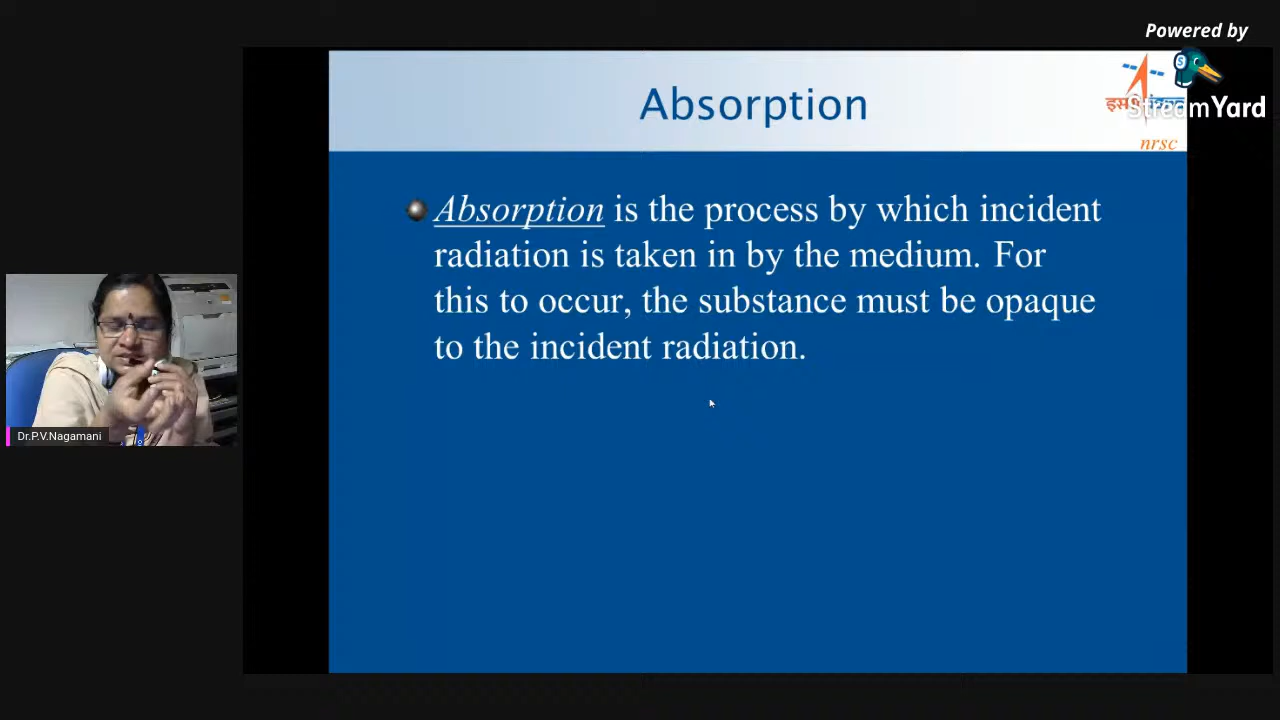 Powered by
StreamYard
Absorption
nrsc
Absorption is the process by which incident
radiation is taken in by the medium. For
this to occur, the substance must be opaque
to the incident radiation.
Dr.P.V.Nagamani